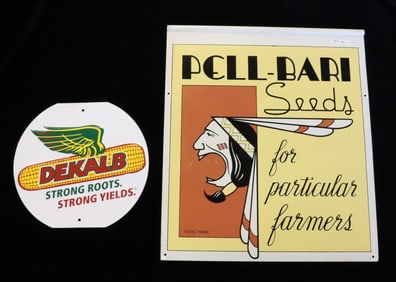 DEKALB
STRONG ROOTS.
STRONG YIELDS.
PELL-BARI
Seeds
for
particular
farmers
TRADE MARK